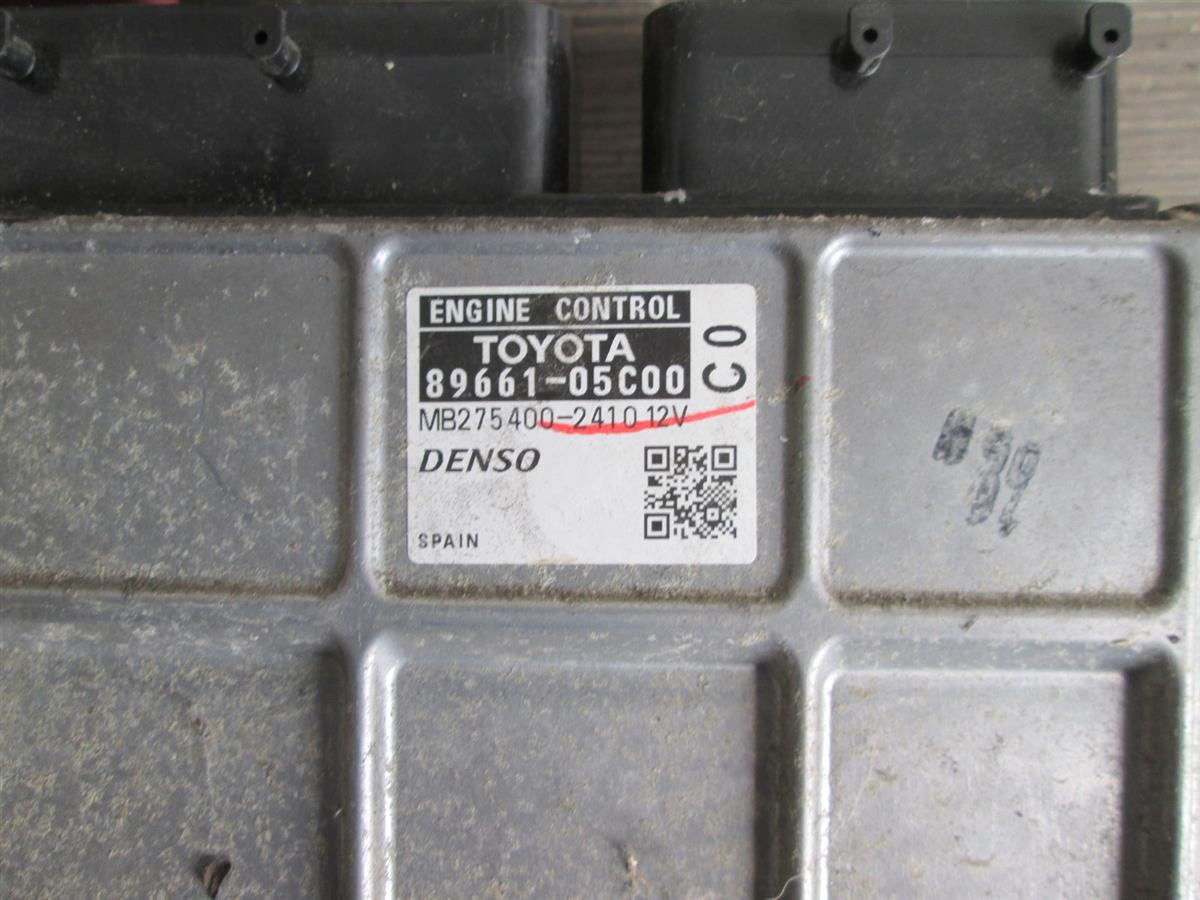 ENGINE CONTROL
TOYOTA
89661-05C00
C0
MB275400-2410 12V
DENSO
SPAIN